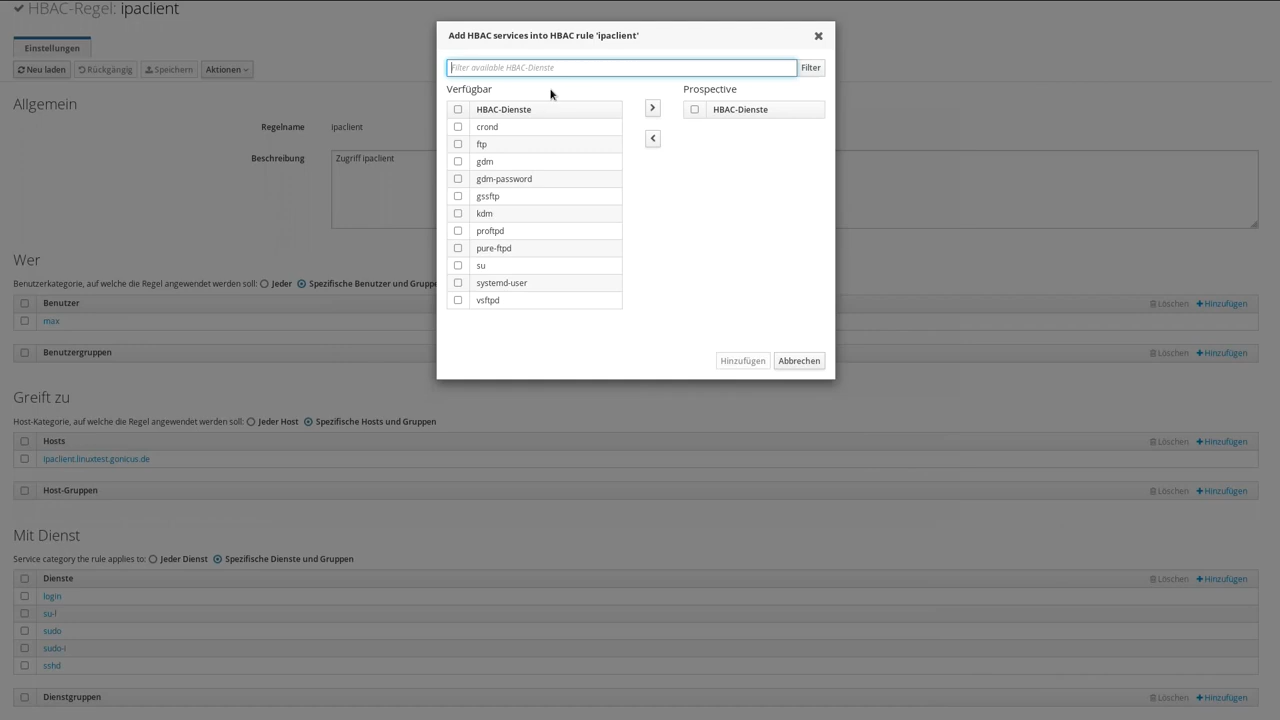 HBAC-Regel: ipaclient
Einstellungen
Neu laden Rückgängig Speichern Aktionen
Allgemein
Regelname ipaclient
Beschreibung Zugriff ipaclient
Wer
Benutzerkategorie, auf welche die Regel angewendet werden soll: Jeder Spezifische Benutzer und Gruppe
Benutzer Löschen Hinzufügen
max
Benutzergruppen Löschen Hinzufügen
Greift zu
Host-Kategorie, auf welche die Regel angewendet werden soll: Jeder Host Spezifische Hosts und Gruppen
Hosts Löschen Hinzufügen
ipaclient.linuxtest.gonicus.de
Host-Gruppen Löschen Hinzufügen
Mit Dienst
Service category the rule applies to: Jeder Dienst Spezifische Dienste und Gruppen
Dienste Löschen Hinzufügen
login
su-l
sudo
sudo-i
sshd
Dienstgruppen Löschen Hinzufügen
Add HBAC services into HBAC rule 'ipaclient'
Filter available HBAC-Dienste Filter
Verfügbar Prospective
HBAC-Dienste HBAC-Dienste
crond
ftp
gdm
gdm-password
gssftp
kdm
proftpd
pure-ftpd
su
systemd-user
vsftpd
Hinzufügen Abbrechen